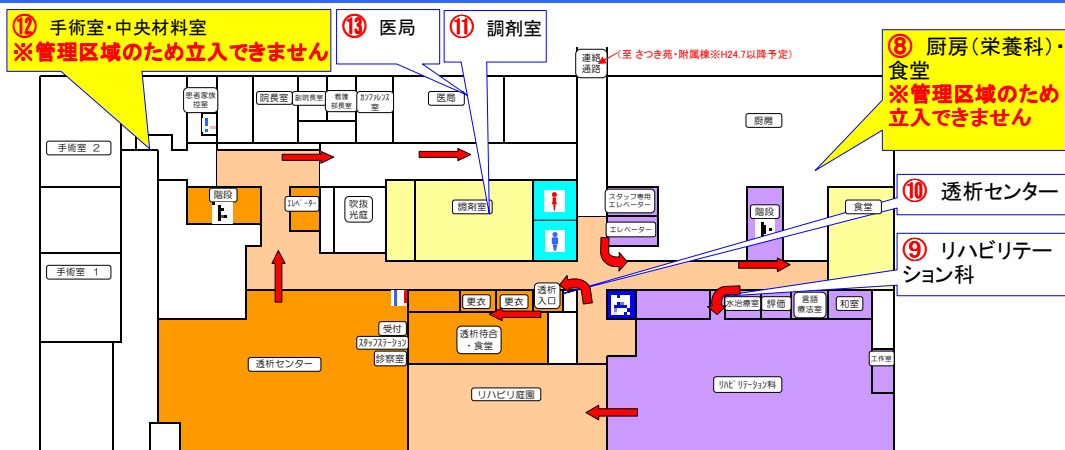 ⑫ 手術室・中央材料室
※管理区域のため立入できません
⑬ 医局
⑪ 調剤室
連絡
通路
(至 さつき苑・附属棟※H24.7以降予定)
⑧ 厨房(栄養科)・
食堂
※管理区域のため
立入できません
患者家族
控室
院長室
副院長室
看護
部長室
カンファレンス
室
医局
厨房
手術室 2
階段
エレベーター
吹抜
光庭
調剤室
スタッフ専用
エレベーター
エレベーター
階段
食堂
⑩ 透析センター
⑨ リハビリテー
ション科
手術室 1
更衣
更衣
透析
入口
水治療室
評価
言語
療法室
和室
受付
スタッフステーション
診察室
透析待合
・食堂
透析センター
リハビリ庭園
リハビリテーション科
工作室